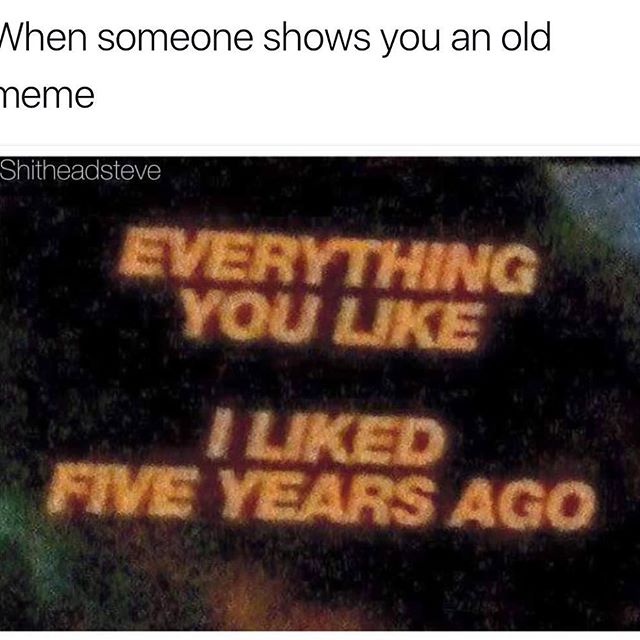 When someone shows you an old
meme
Shitheadsteve
EVERYTHING
YOU LIKE
I LIKED
FIVE YEARS AGO